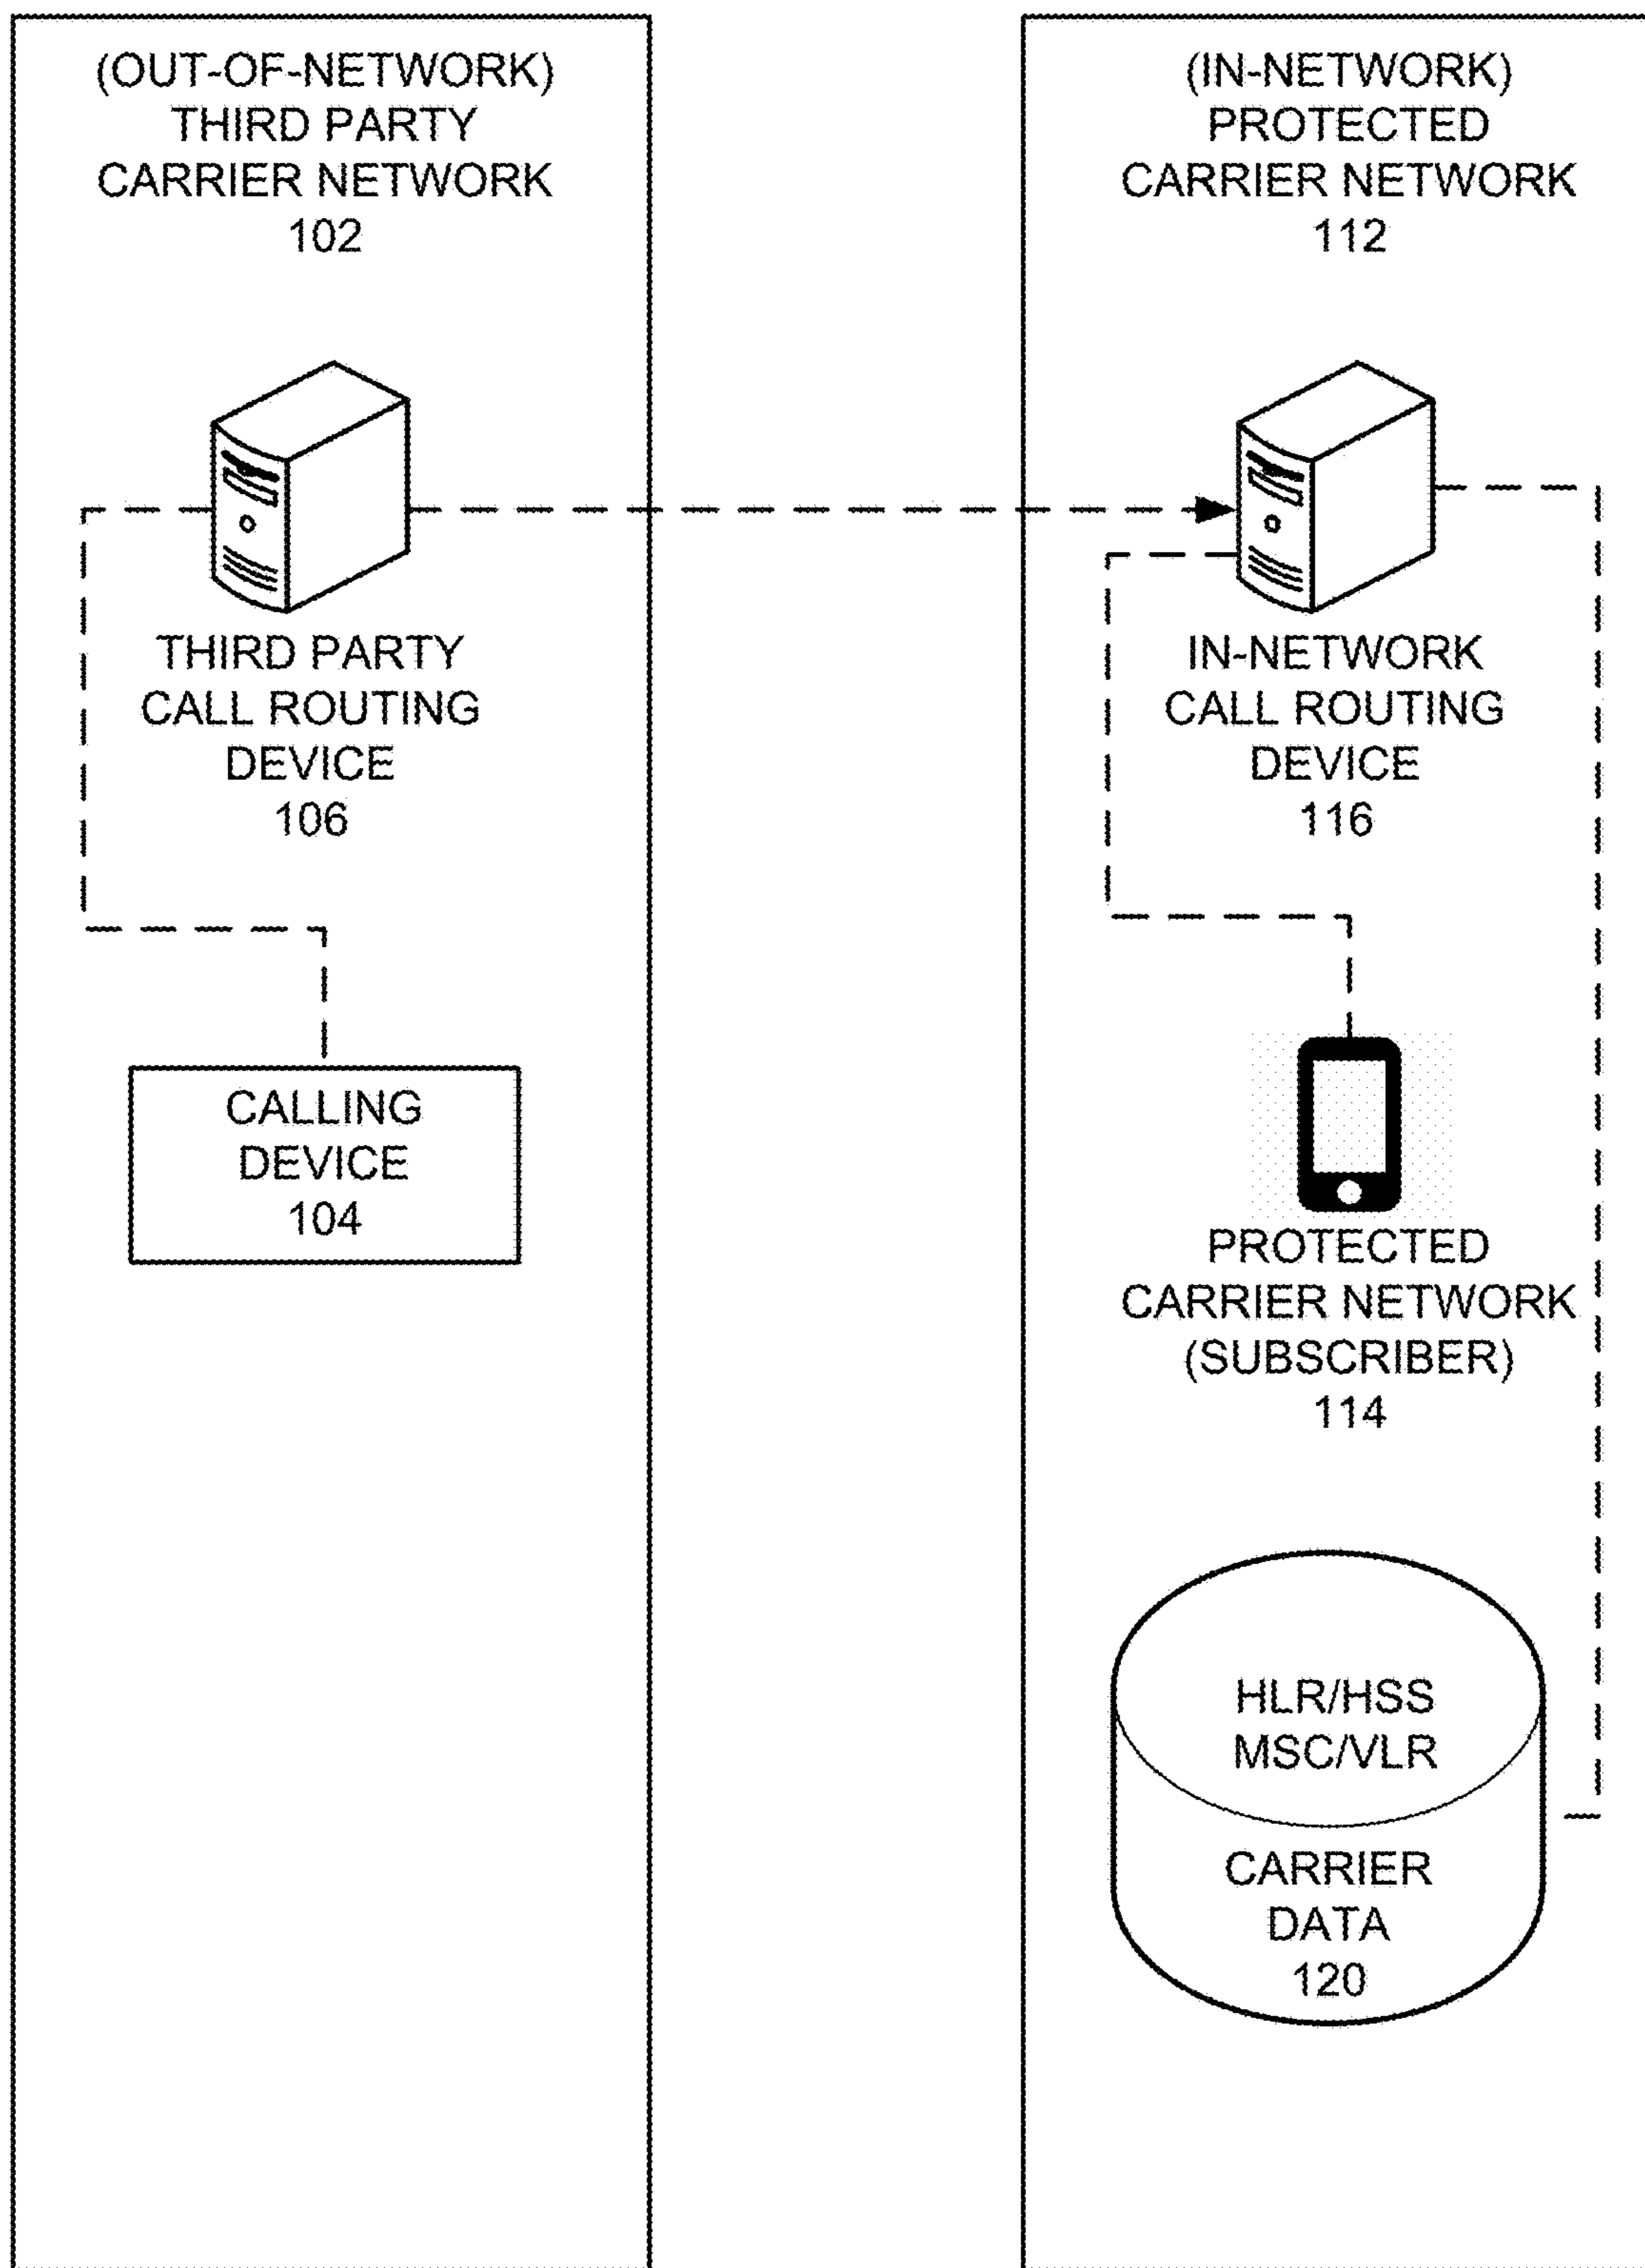 (OUT-OF-NETWORK)
THIRD PARTY
CARRIER NETWORK
102
THIRD PARTY
CALL ROUTING
DEVICE
106
CALLING
DEVICE
104
(IN-NETWORK)
PROTECTED
CARRIER NETWORK
112
IN-NETWORK
CALL ROUTING
DEVICE
116
PROTECTED
CARRIER NETWORK
(SUBSCRIBER)
114
HLR/HSS
MSC/VLR
CARRIER
DATA
120